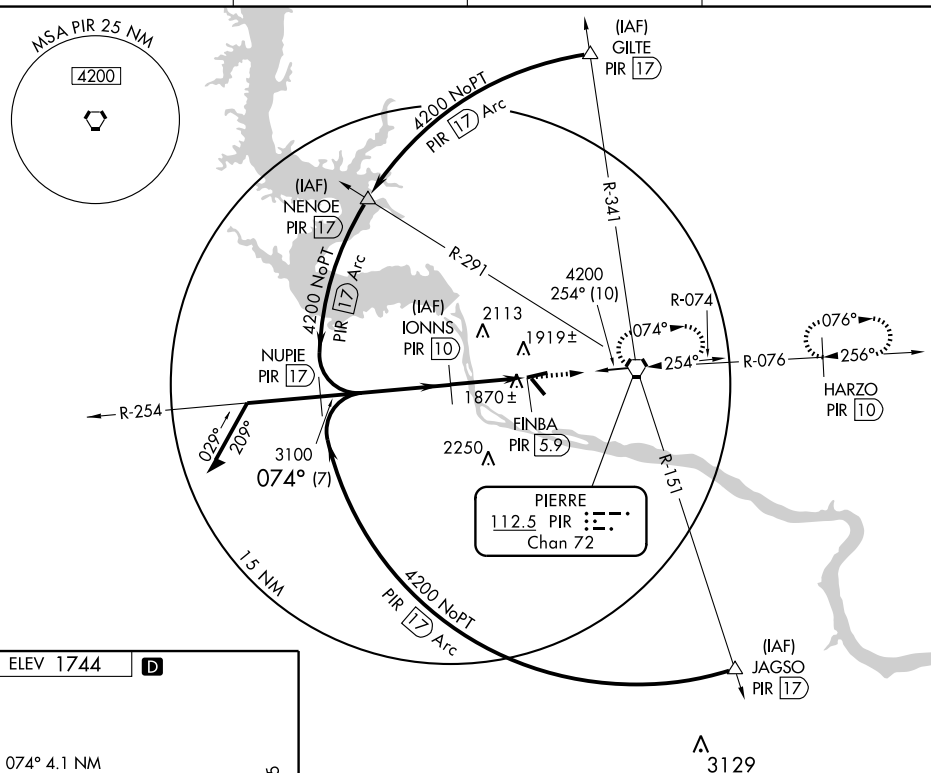 MSA PIR 25 NM
4200
(IAF)
GILTE
PIR 17
4200 NoPT
PIR 17 Arc
(IAF)
NENOE
PIR 17
R-341
R-291
4200 NoPT
PIR 17 Arc
(IAF)
IONNS
PIR 10
2113
1919±
4200
254° (10)
R-074
074°
254°
R-076
076°
256°
HARZO
PIR 10
NUPIE
PIR 17
1870±
FINBA
PIR 5.9
R-254
029°
209°
3100
074° (7)
2250
R-151
PIERRE
112.5 PIR
Chan 72
15 NM
4200 NoPT
PIR 17 Arc
(IAF)
JAGSO
PIR 17
3129
ELEV 1744 D
074° 4.1 NM